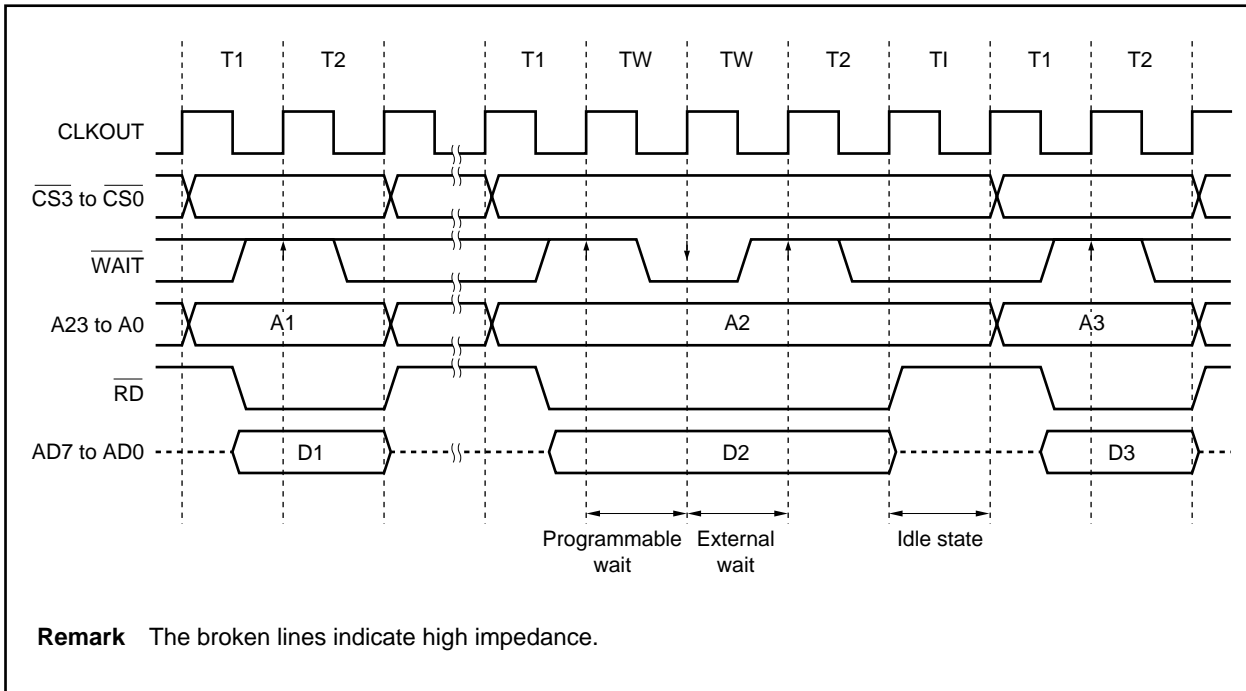 T1 T2 T1 TW TW T2 TI T1 T2
CLKOUT
CS3 to CS0
WAIT
A23 to A0 A1 A2 A3
RD
AD7 to AD0 D1 D2 D3
Programmable wait
External wait
Idle state
Remark The broken lines indicate high impedance.